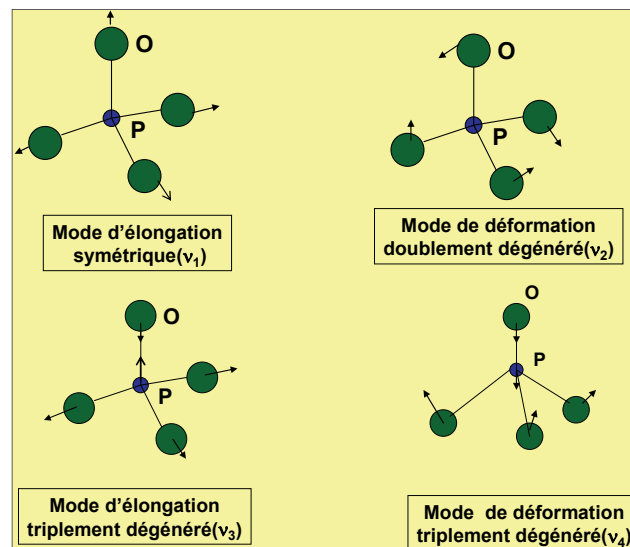 O
P
Mode d'élongation
symétrique(ν₁)
O
P
Mode de déformation
doublement dégénéré(ν₂)
O
P
Mode d'élongation
triplement dégénéré(ν₃)
O
P
Mode de déformation
triplement dégénéré(ν₄)